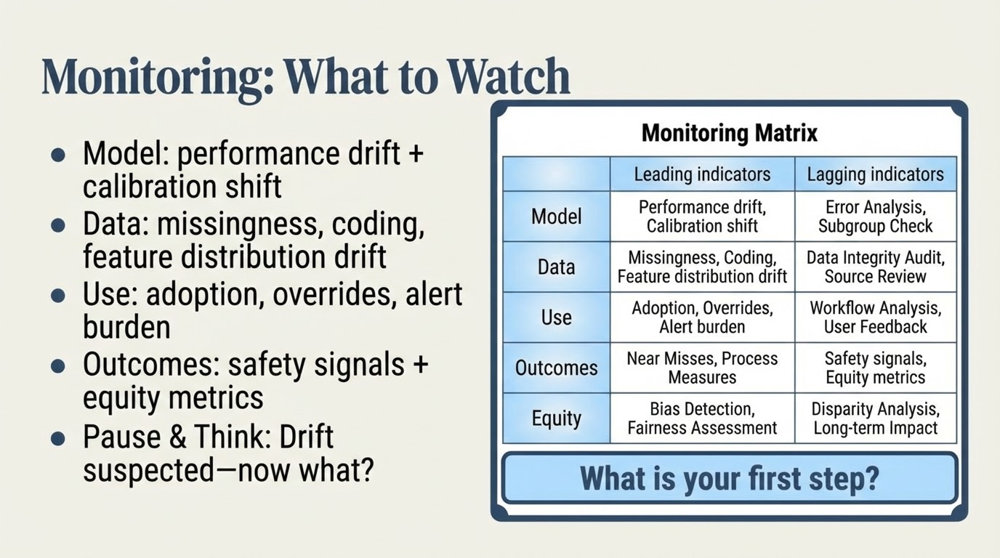 Monitoring: What to Watch
• Model: performance drift +
calibration shift
• Data: missingness, coding,
feature distribution drift
• Use: adoption, overrides, alert
burden
• Outcomes: safety signals +
equity metrics
• Pause & Think: Drift
suspected—now what?
Monitoring Matrix
Leading indicators
Lagging indicators
Model
Performance drift,
Calibration shift
Error Analysis,
Subgroup Check
Data
Missingness, Coding,
Feature distribution drift
Data Integrity Audit,
Source Review
Use
Adoption, Overrides,
Alert burden
Workflow Analysis,
User Feedback
Outcomes
Near Misses, Process
Measures
Safety signals,
Equity metrics
Equity
Bias Detection,
Fairness Assessment
Disparity Analysis,
Long-term Impact
What is your first step?